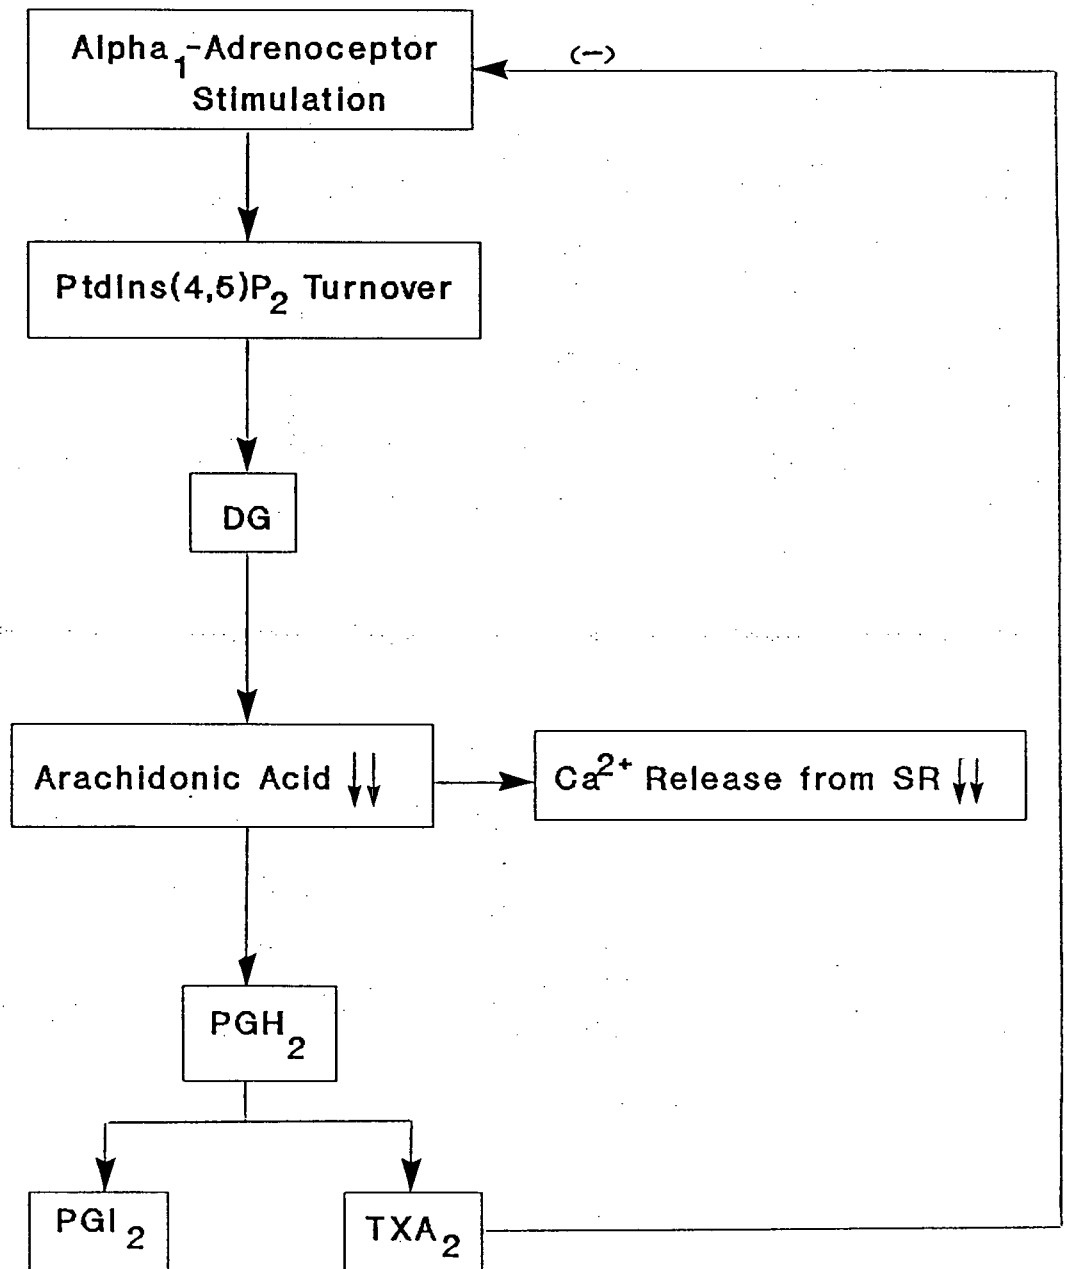 Alpha₁-Adrenoceptor
Stimulation
(-)
PtdIns(4,5)P₂ Turnover
DG
Arachidonic Acid ↓↓
Ca²⁺ Release from SR ↓↓
PGH₂
PGI₂
TXA₂